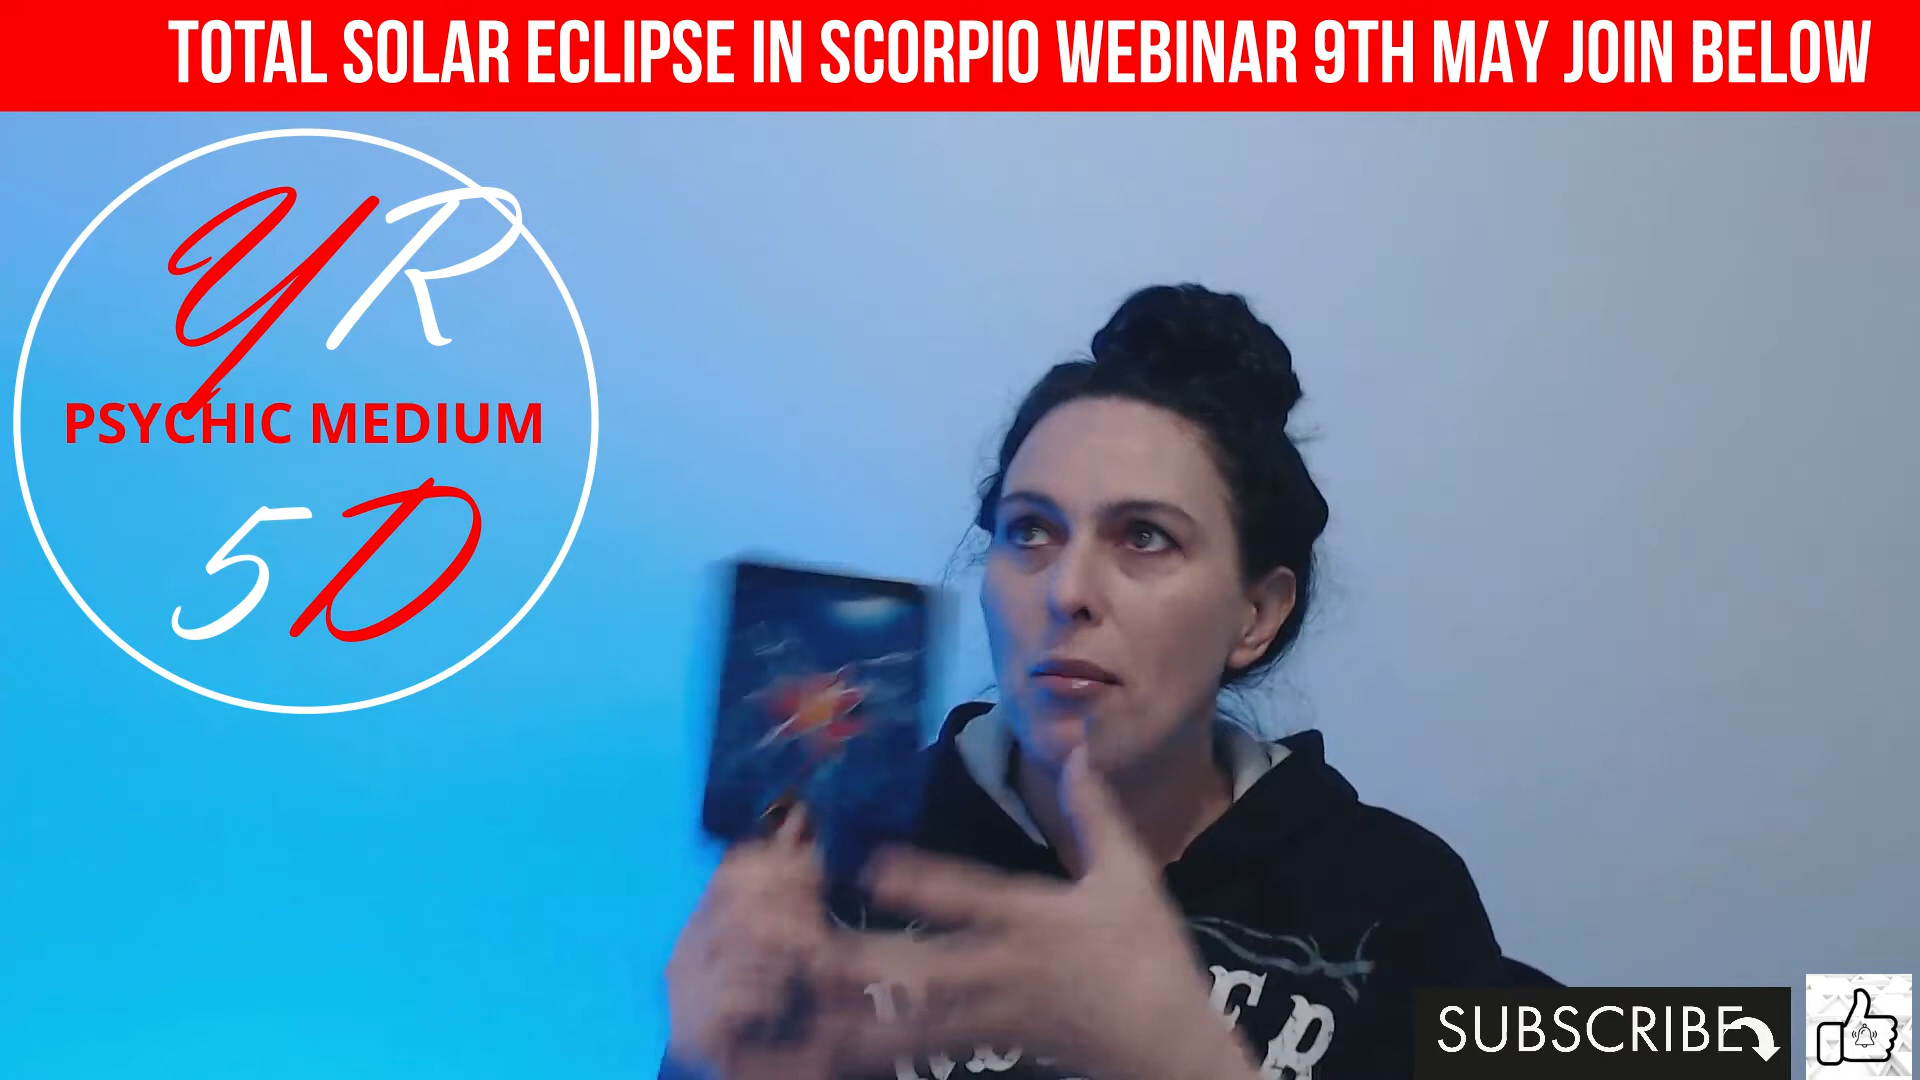 TOTAL SOLAR ECLIPSE IN SCORPIO WEBINAR 9TH MAY JOIN BELOW
YR
PSYCHIC MEDIUM
5D
SUBSCRIBE